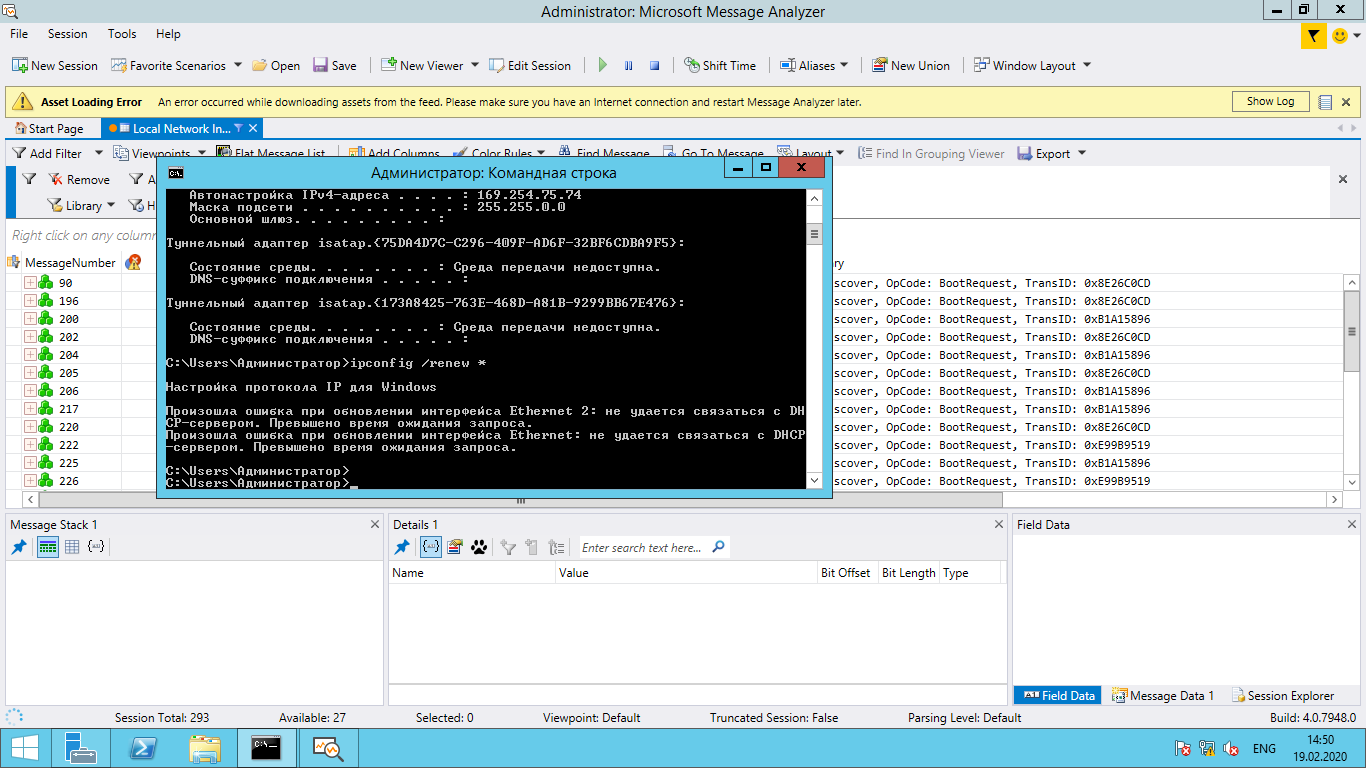 Administrator: Microsoft Message Analyzer
File Session Tools Help
New Session Favorite Scenarios Open Save New Viewer Edit Session Shift Time Aliases New Union Window Layout
Asset Loading Error An error occurred while downloading assets from the feed. Please make sure you have an Internet connection and restart Message Analyzer later. Show Log
Start Page Local Network In...
Add Filter Viewpoints Flat Message List Add Columns Color Rules Find Message Go To Message Layout Find In Grouping Viewer Export
Remove A
Library H
Right click on any column
MessageNumber
90
196
200
202
204
205
206
217
220
222
225
226
Администратор: Командная строка
Автонастройка IPv4-адреса . . . . : 169.254.75.74
Маска подсети . . . . . . . . . . : 255.255.0.0
Основной шлюз. . . . . . . . . :
Туннельный адаптер isatap.{75DA4D7C-C296-409F-AD6F-32BF6CDBA9F5}:
Состояние среды. . . . . . . . : Среда передачи недоступна.
DNS-суффикс подключения . . . . . :
Туннельный адаптер isatap.{173A8425-763E-468D-A81B-9299BB67E476}:
Состояние среды. . . . . . . . : Среда передачи недоступна.
DNS-суффикс подключения . . . . . :
C:\Users\Администратор>ipconfig /renew *
Настройка протокола IP для Windows
Произошла ошибка при обновлении интерфейса Ethernet 2: не удается связаться с DH
CP-сервером. Превышено время ожидания запроса.
Произошла ошибка при обновлении интерфейса Ethernet: не удается связаться с DHCP
-сервером. Превышено время ожидания запроса.
C:\Users\Администратор>
C:\Users\Администратор>_
ry
scover, OpCode: BootRequest, TransID: 0x8E26C0CD
scover, OpCode: BootRequest, TransID: 0x8E26C0CD
scover, OpCode: BootRequest, TransID: 0xB1A15896
scover, OpCode: BootRequest, TransID: 0x8E26C0CD
scover, OpCode: BootRequest, TransID: 0xB1A15896
scover, OpCode: BootRequest, TransID: 0x8E26C0CD
scover, OpCode: BootRequest, TransID: 0xB1A15896
scover, OpCode: BootRequest, TransID: 0xB1A15896
scover, OpCode: BootRequest, TransID: 0x8E26C0CD
scover, OpCode: BootRequest, TransID: 0xE99B9519
scover, OpCode: BootRequest, TransID: 0xB1A15896
scover, OpCode: BootRequest, TransID: 0xE99B9519
Message Stack 1
Details 1
Enter search text here...
Name Value Bit Offset Bit Length Type
Field Data
Field Data Message Data 1 Session Explorer
Session Total: 293 Available: 27 Selected: 0 Viewpoint: Default Truncated Session: False Parsing Level: Default Build: 4.0.7948.0
ENG
14:50
19.02.2020